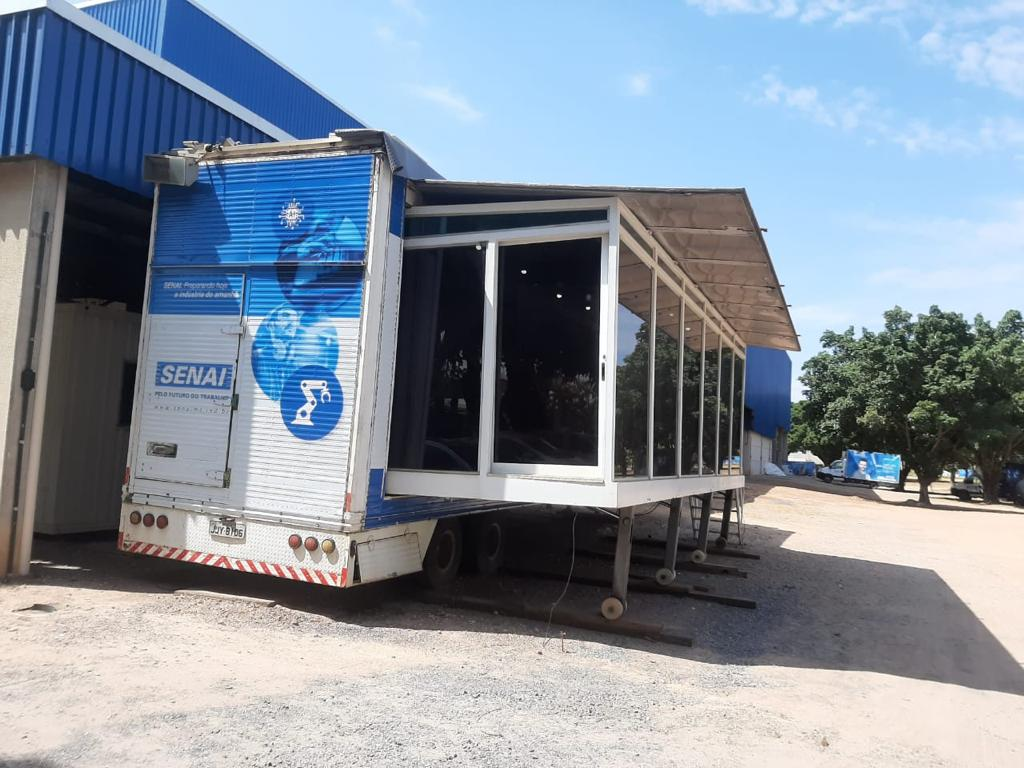 SENAI. Preparando hoje
a indústria do amanhã.
SENAI
PELO FUTURO DO TRABALHO